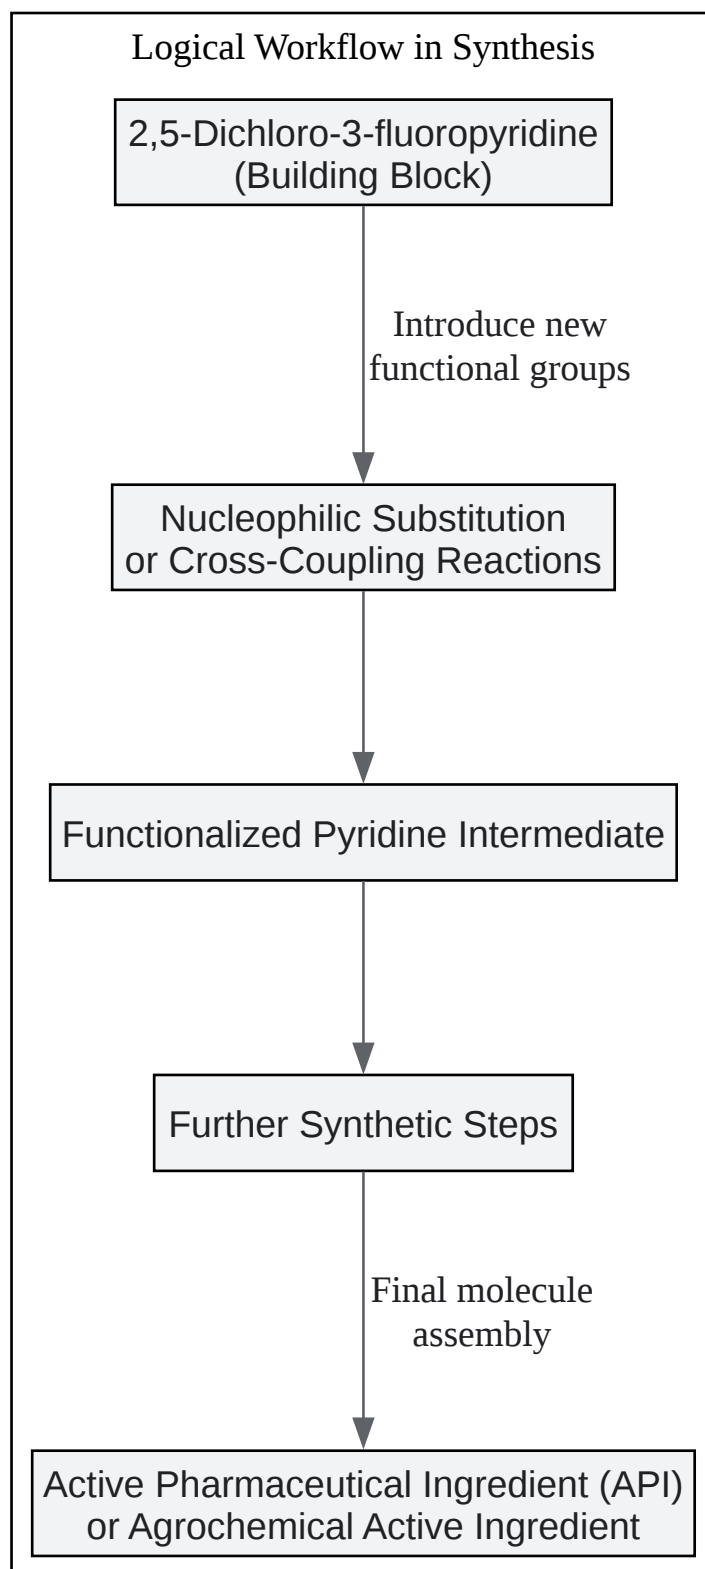 Logical Workflow in Synthesis
2,5-Dichloro-3-fluoropyridine
(Building Block)
Introduce new
functional groups
Nucleophilic Substitution
or Cross-Coupling Reactions
Functionalized Pyridine Intermediate
Further Synthetic Steps
Final molecule
assembly
Active Pharmaceutical Ingredient (API)
or Agrochemical Active Ingredient